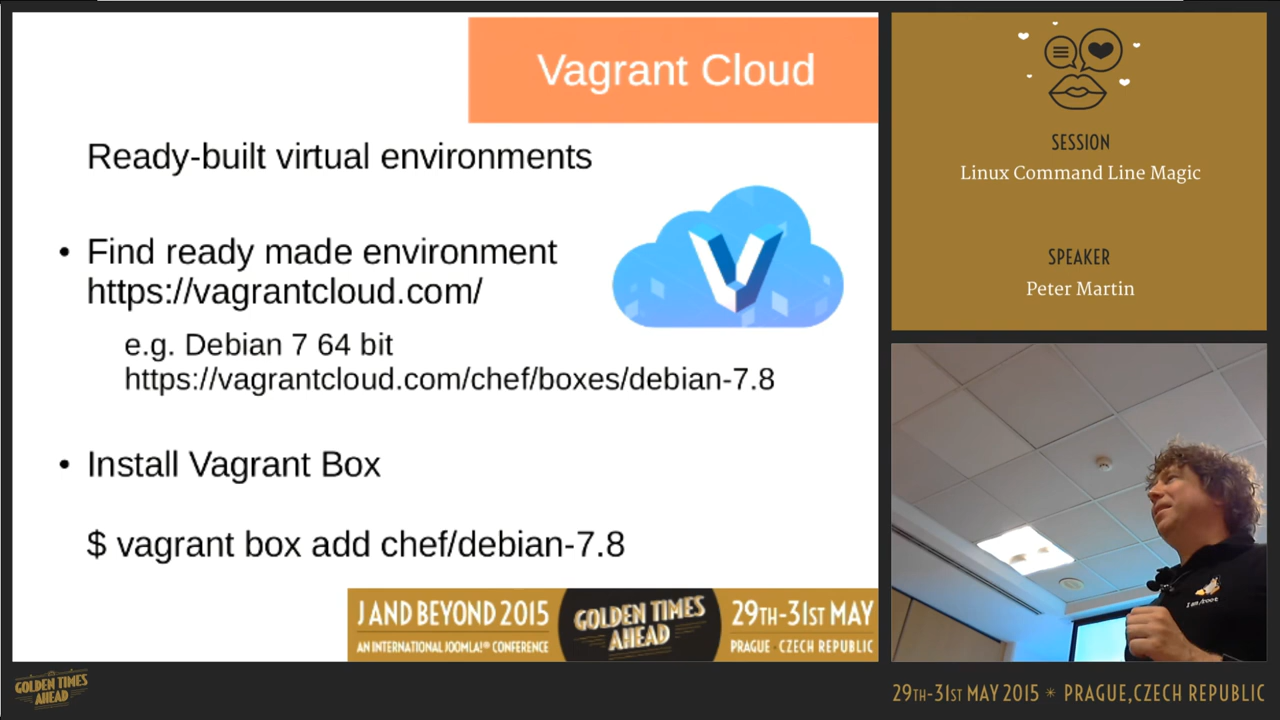 Vagrant Cloud
Ready-built virtual environments
• Find ready made environment
https://vagrantcloud.com/
e.g. Debian 7 64 bit
https://vagrantcloud.com/chef/boxes/debian-7.8
• Install Vagrant Box
$ vagrant box add chef/debian-7.8
J AND BEYOND 2015
AN INTERNATIONAL JOOMLA!® CONFERENCE
GOLDEN TIMES
AHEAD
29TH-31ST MAY
PRAGUE · CZECH REPUBLIC
SESSION
Linux Command Line Magic
SPEAKER
Peter Martin
I am /root
GOLDEN TIMES
AHEAD
29TH-31ST MAY 2015 * PRAGUE,CZECH REPUBLIC